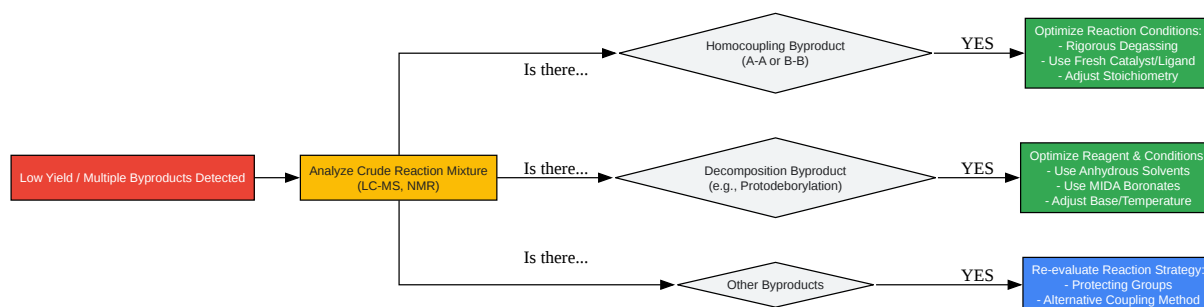 Low Yield / Multiple Byproducts Detected
Analyze Crude Reaction Mixture
(LC-MS, NMR)
Is there...
Homocoupling Byproduct
(A-A or B-B)
YES
Optimize Reaction Conditions:
- Rigorous Degassing
- Use Fresh Catalyst/Ligand
- Adjust Stoichiometry
Is there...
Decomposition Byproduct
(e.g., Protodeborylation)
YES
Optimize Reagent & Conditions
- Use Anhydrous Solvents
- Use MIDA Boronates
- Adjust Base/Temperature
Is there...
Other Byproducts
YES
Re-evaluate Reaction Strategy:
- Protecting Groups
- Alternative Coupling Method